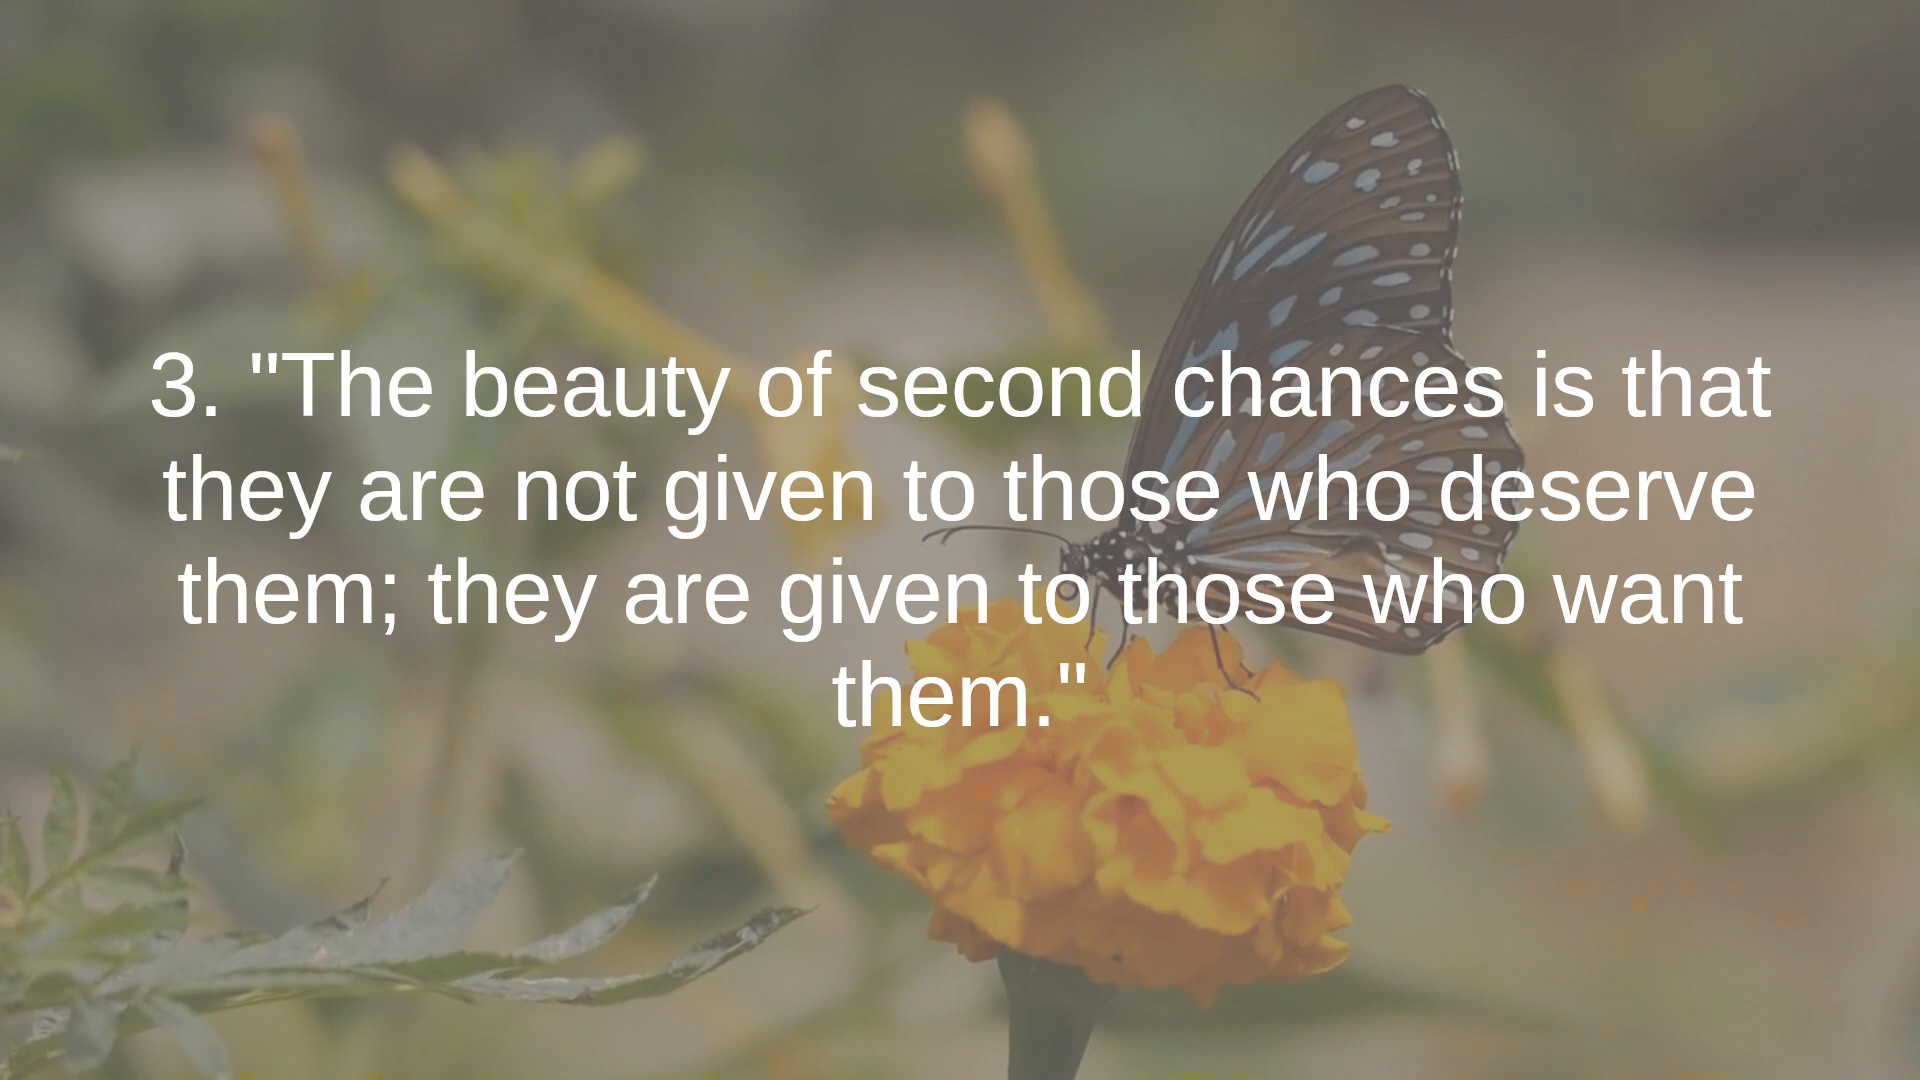 3. "The beauty of second chances is that
they are not given to those who deserve
them; they are given to those who want
them."